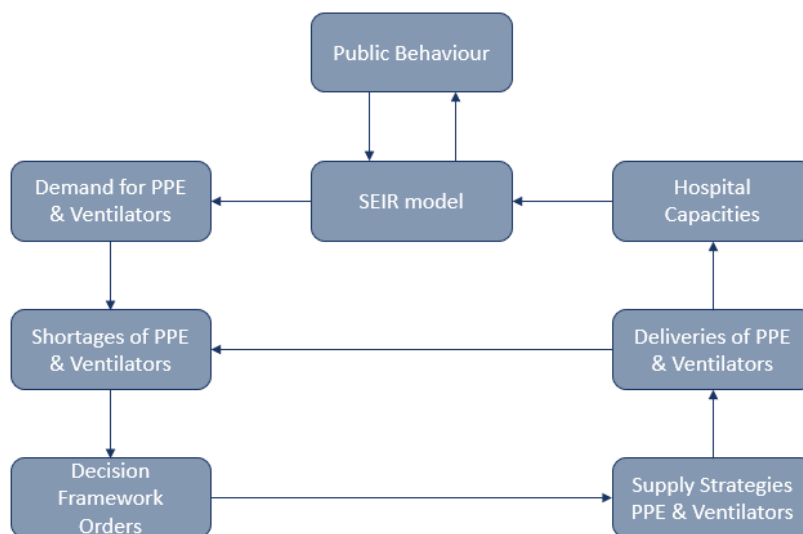 Public Behaviour
Demand for PPE
& Ventilators
SEIR model
Hospital
Capacities
Shortages of PPE
& Ventilators
Deliveries of PPE
& Ventilators
Decision
Framework
Orders
Supply Strategies
PPE & Ventilators